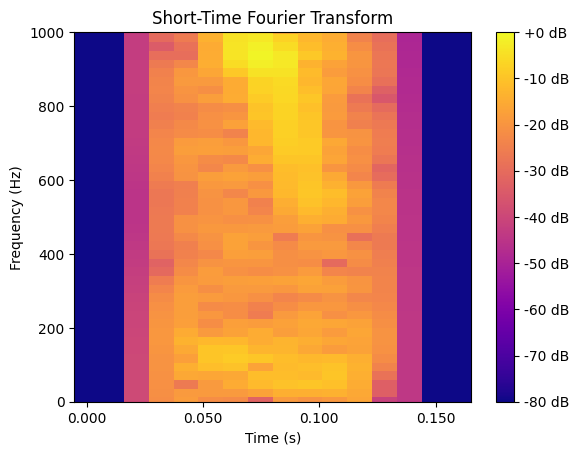 Short-Time Fourier Transform
1000
800
600
400
200
0
Frequency (Hz)
0.000
0.050
0.100
0.150
Time (s)
+0 dB
-10 dB
-20 dB
-30 dB
-40 dB
-50 dB
-60 dB
-70 dB
-80 dB